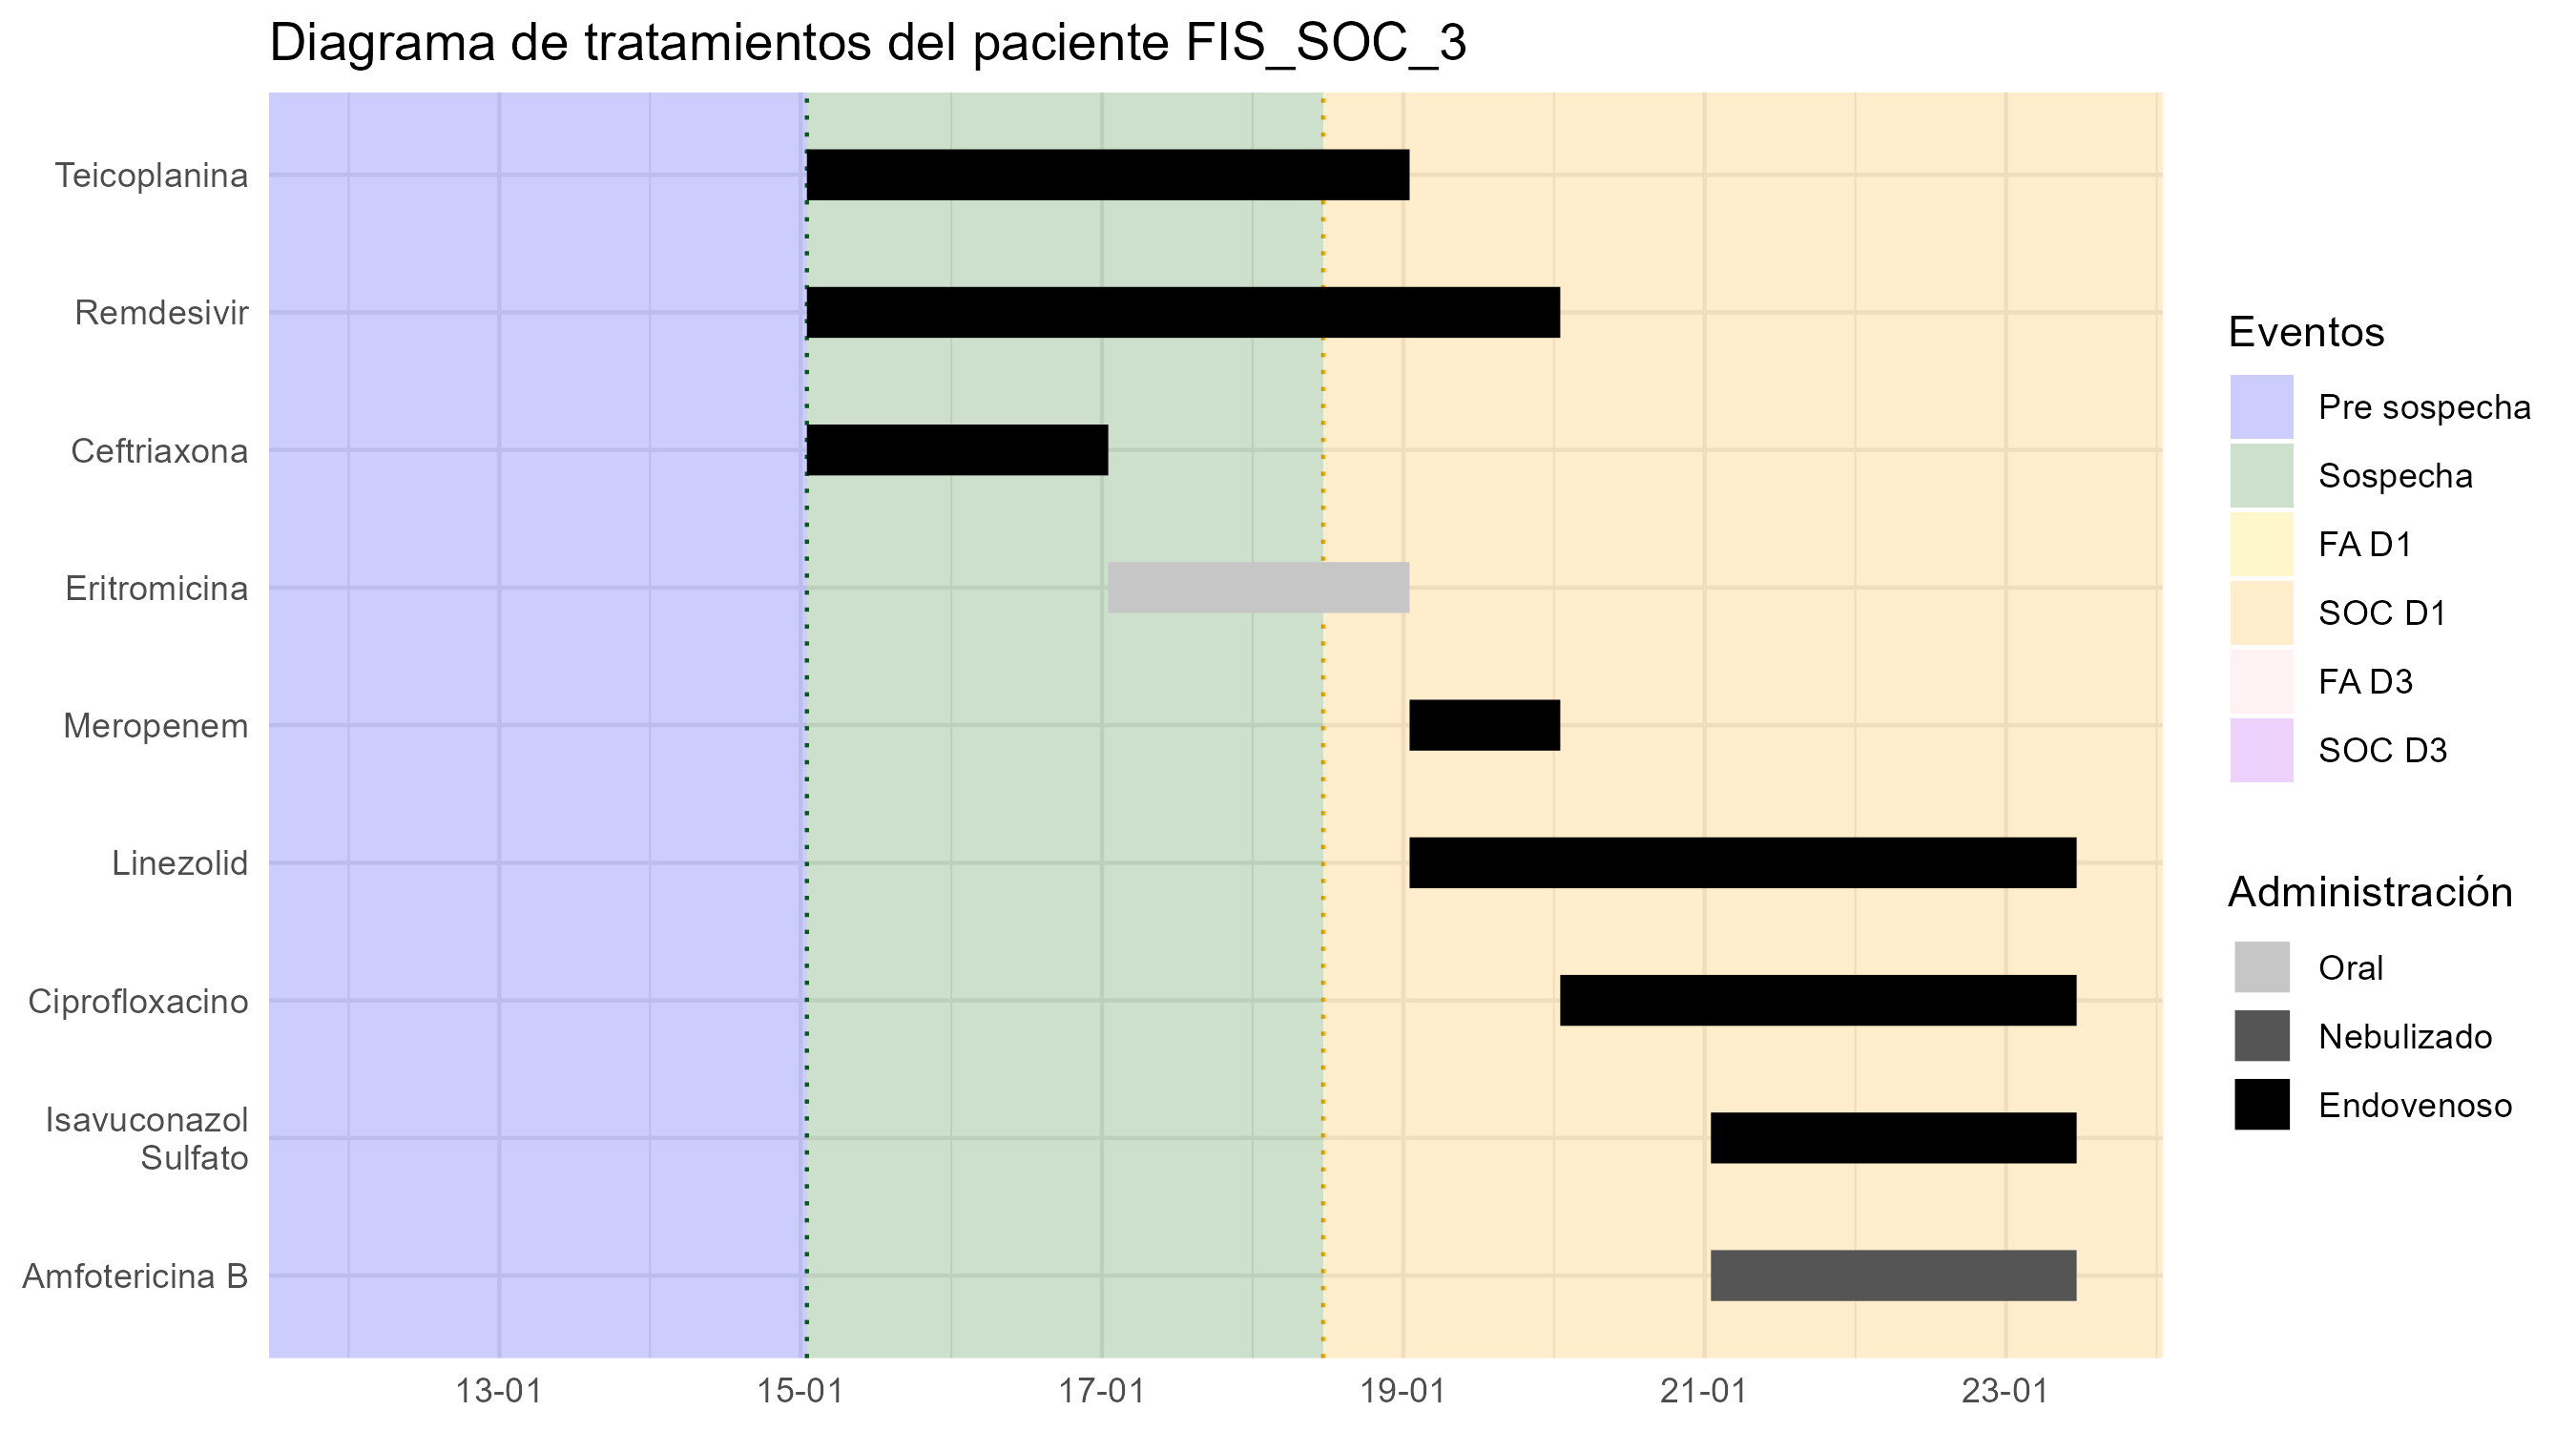 Diagrama de tratamientos del paciente FIS_SOC_3
Teicoplanina
Remdesivir
Ceftriaxona
Eritromicina
Meropenem
Linezolid
Ciprofloxacino
Isavuconazol
Sulfato
Amfotericina B
13-01
15-01
17-01
19-01
21-01
23-01
Eventos
Pre sospecha
Sospecha
FA D1
SOC D1
FA D3
SOC D3
Administración
Oral
Nebulizado
Endovenoso